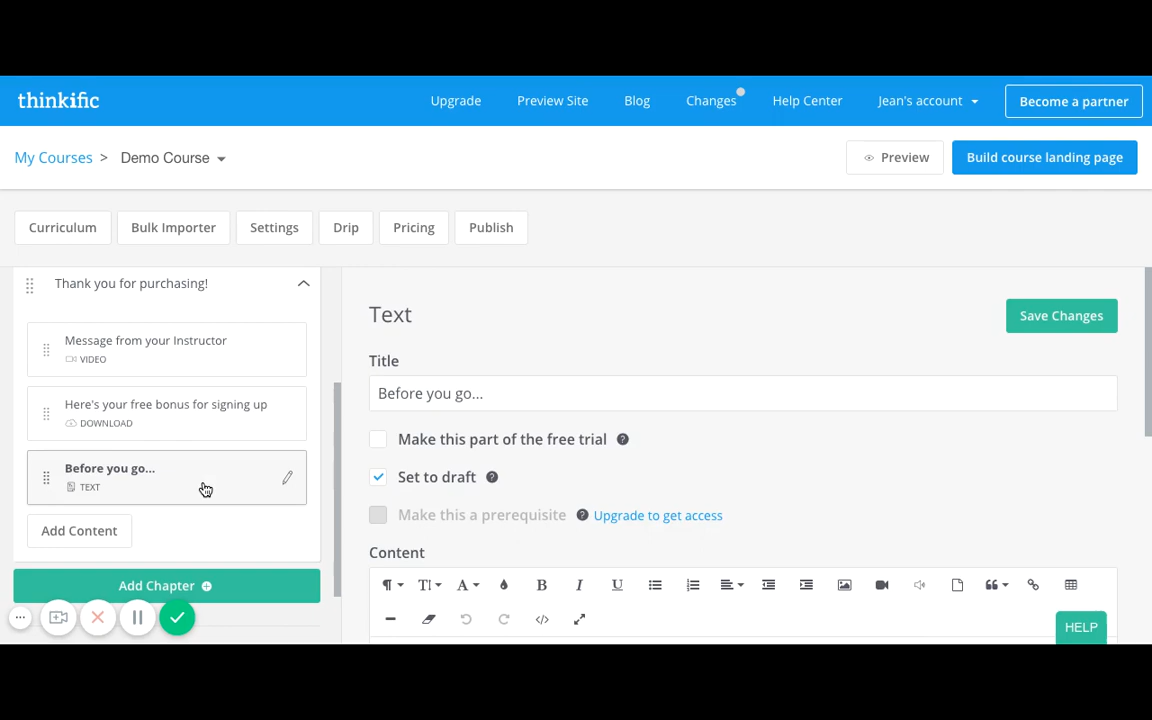 thinkific
Upgrade
Preview Site
Blog
Changes
Help Center
Jean's account
Become a partner
My Courses > Demo Course
Preview
Build course landing page
Curriculum
Bulk Importer
Settings
Drip
Pricing
Publish
Thank you for purchasing!
Message from your Instructor
VIDEO
Here's your free bonus for signing up
DOWNLOAD
Before you go...
TEXT
Add Content
Add Chapter
Text
Save Changes
Title
Before you go...
Make this part of the free trial ?
Set to draft ?
Make this a prerequisite ? Upgrade to get access
Content
HELP